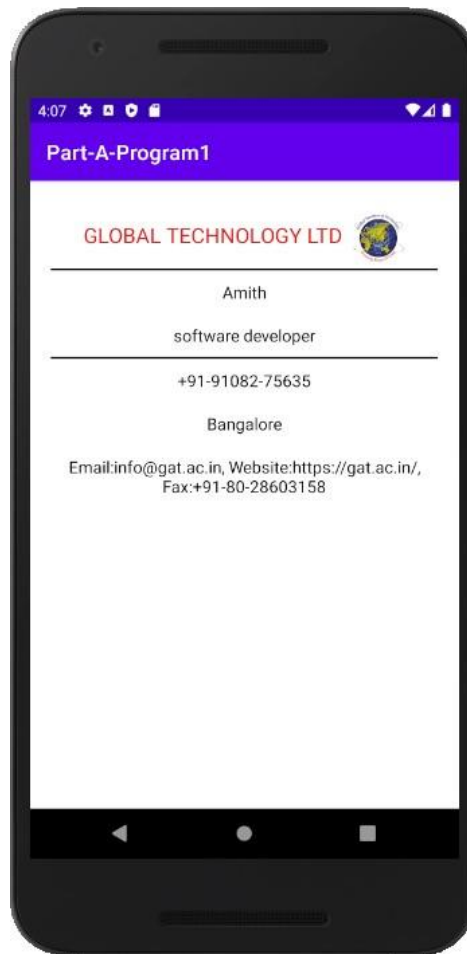 4:07
Part-A-Program1
GLOBAL TECHNOLOGY LTD
Amith
software developer
+91-91082-75635
Bangalore
Email:info@gat.ac.in, Website:https://gat.ac.in/,
Fax:+91-80-28603158